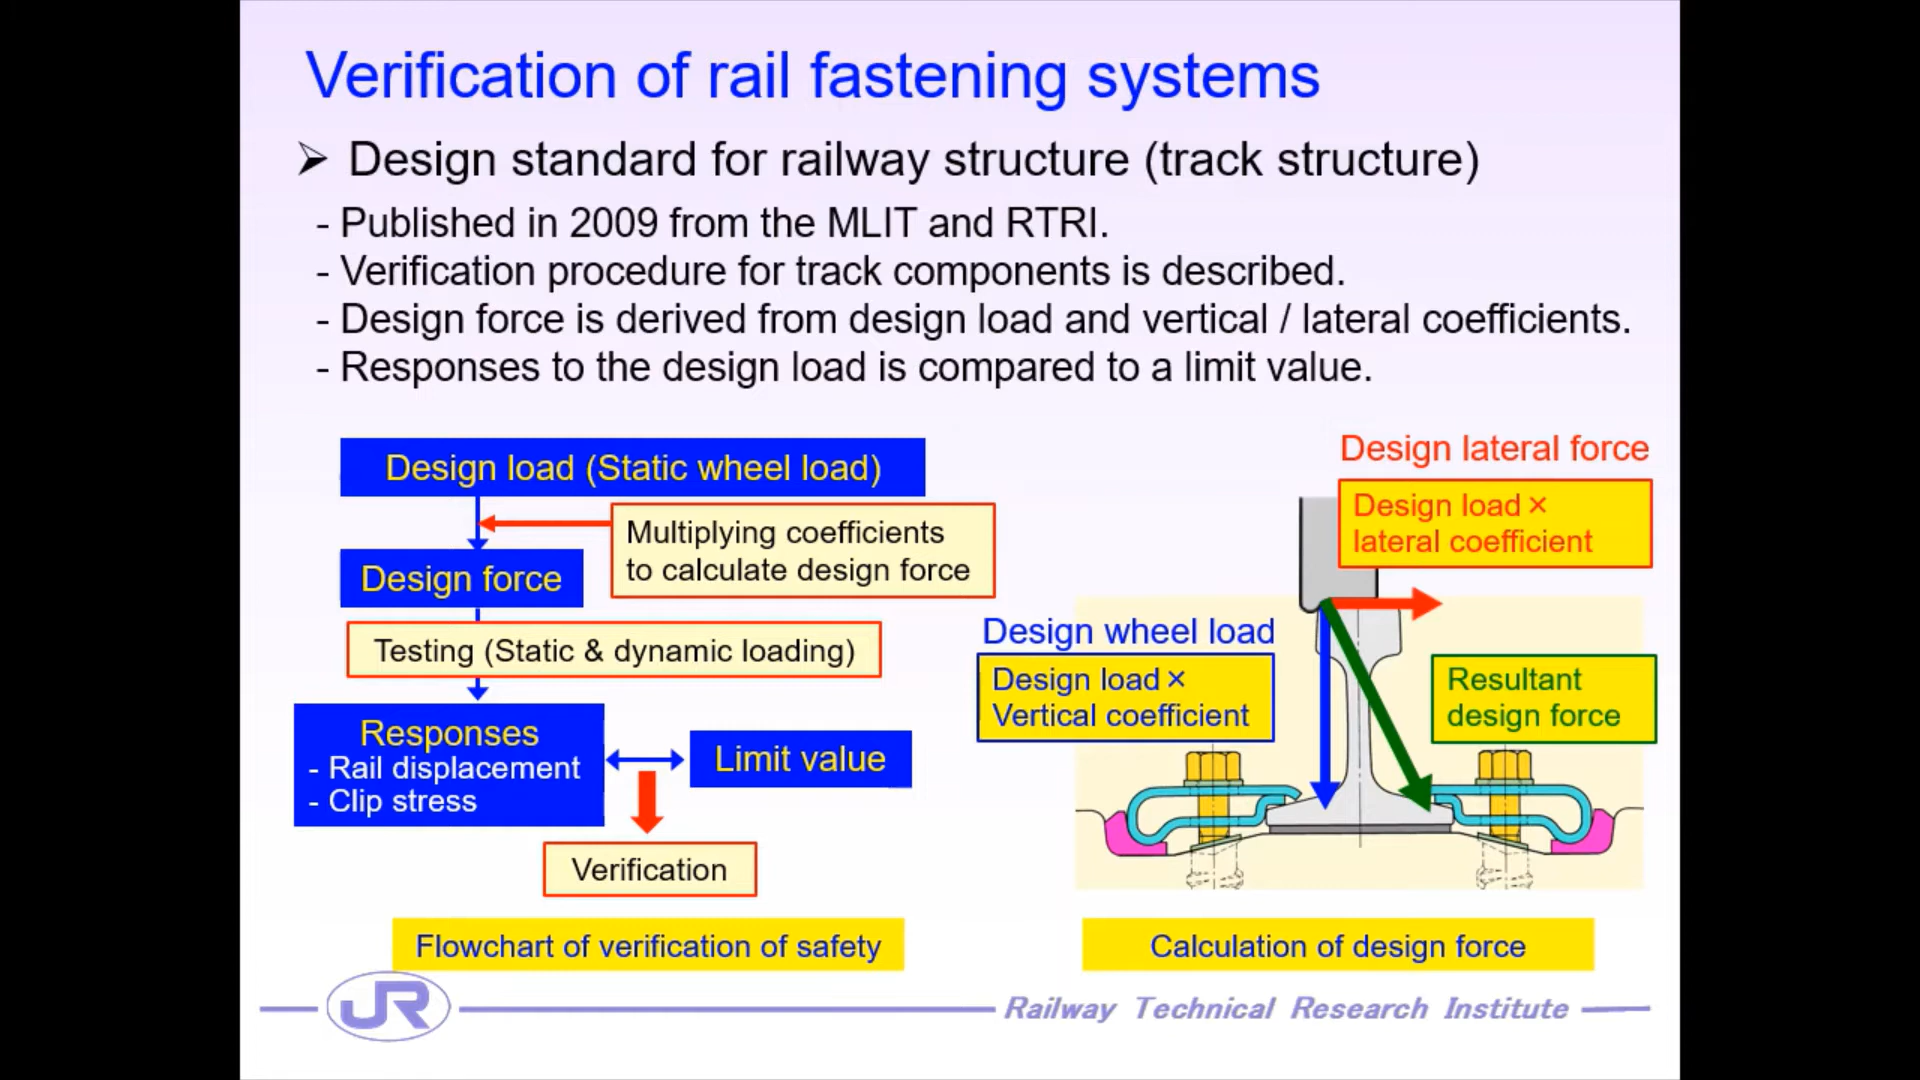 Verification of rail fastening systems
➢ Design standard for railway structure (track structure)
- Published in 2009 from the MLIT and RTRI.
- Verification procedure for track components is described.
- Design force is derived from design load and vertical / lateral coefficients.
- Responses to the design load is compared to a limit value.
Design load (Static wheel load)
Multiplying coefficients
to calculate design force
Design force
Testing (Static & dynamic loading)
Responses
- Rail displacement
- Clip stress
Limit value
Verification
Flowchart of verification of safety
Design lateral force
Design load ×
lateral coefficient
Design wheel load
Design load ×
Vertical coefficient
Resultant
design force
Calculation of design force
JR
Railway Technical Research Institute